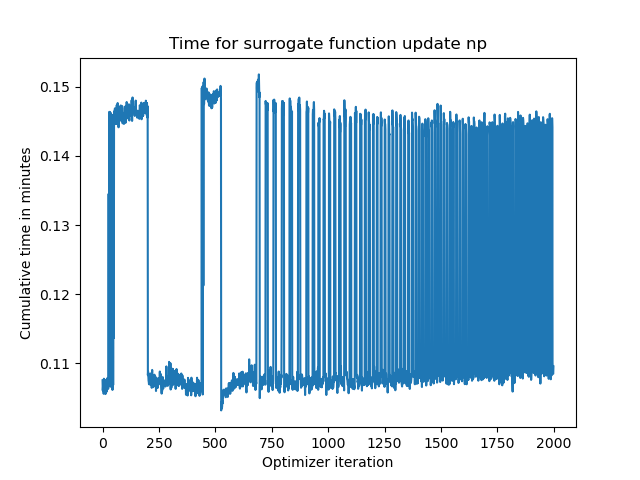 Time for surrogate function update np
Cumulative time in minutes
0.15
0.14
0.13
0.12
0.11
0 250 500 750 1000 1250 1500 1750 2000
Optimizer iteration